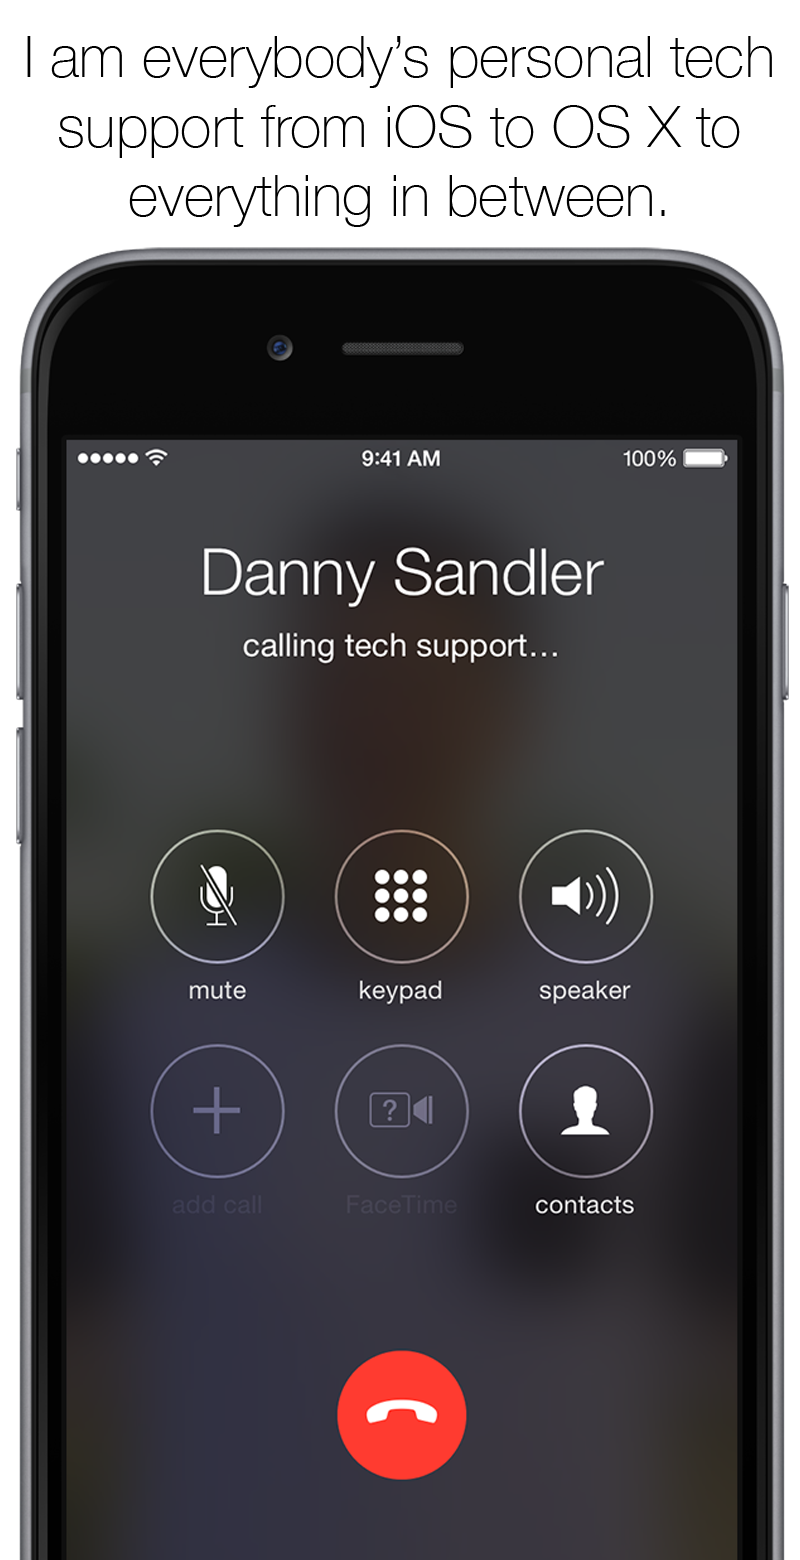 I am everybody’s personal tech
support from iOS to OS X to
everything in between.
9:41 AM
100%
Danny Sandler
calling tech support...
mute
keypad
speaker
?
add call
FaceTime
contacts